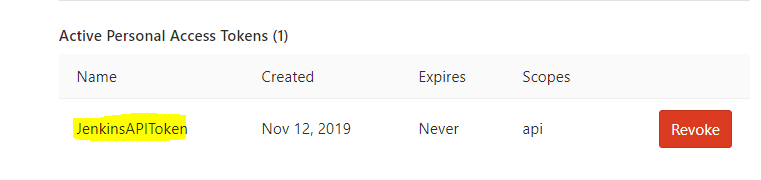 Active Personal Access Tokens (1)
Name Created Expires Scopes
JenkinsAPIToken Nov 12, 2019 Never api Revoke